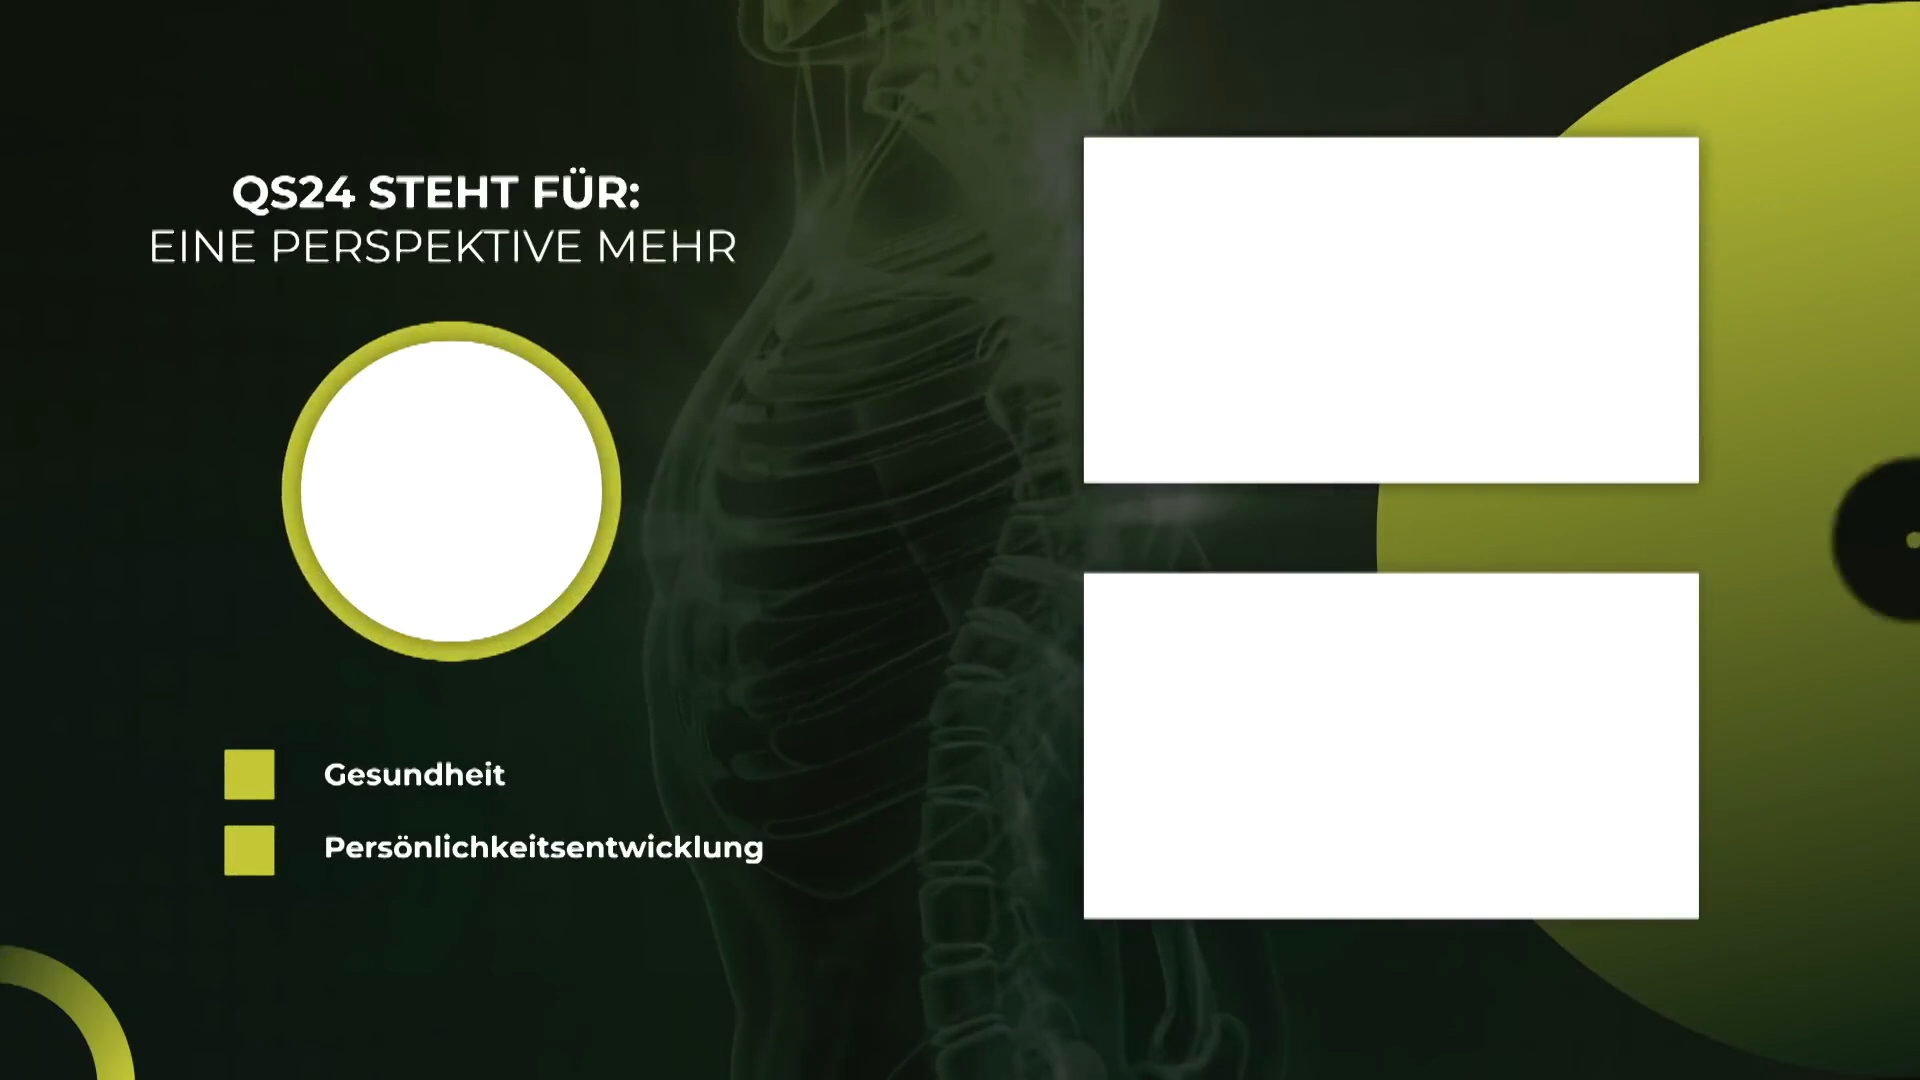 QS24 STEHT FÜR:
EINE PERSPEKTIVE MEHR
Gesundheit
Persönlichkeitsentwicklung